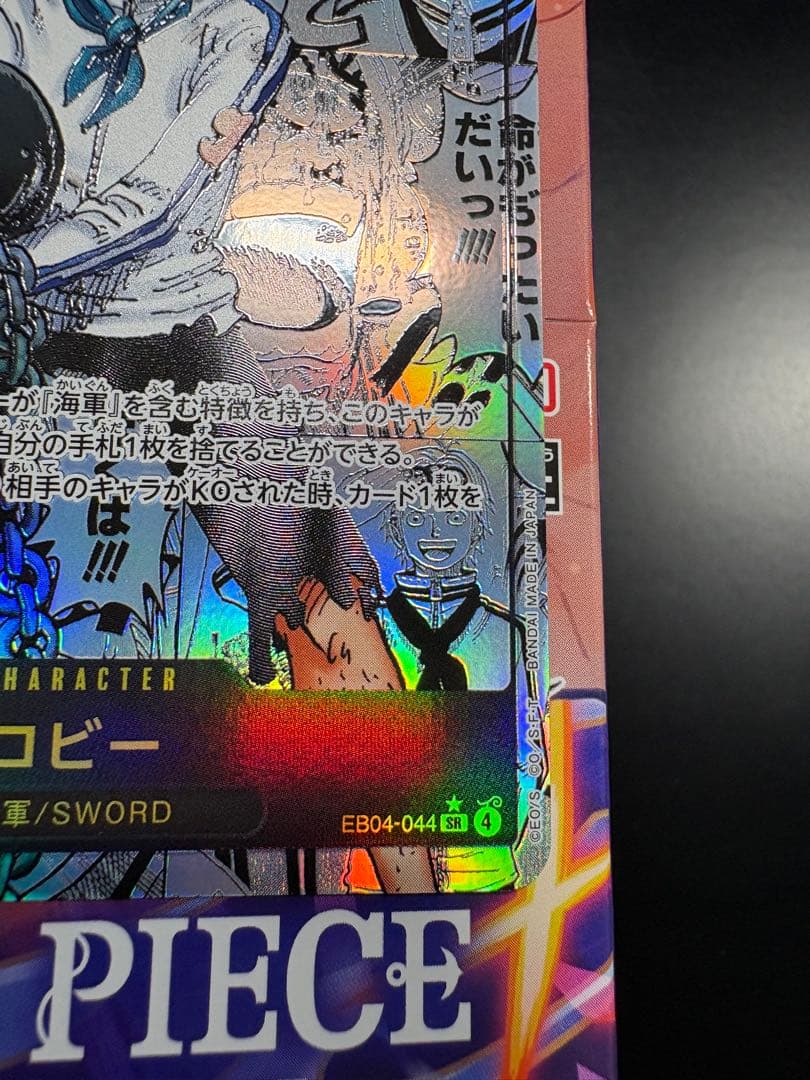 命がも゛ったい
だいっ!!!!
ーが『海軍』を含む特徴を持ち、このキャラが
自分の手札1枚を捨てることができる。
相手のキャラがKOされた時、カード1枚を
は!!!
HARACTER
コビー
軍/SWORD
EB04-044 SR 4
©EO/S ©O/S・F・T BANDAI MADE IN JAPAN
PIECE